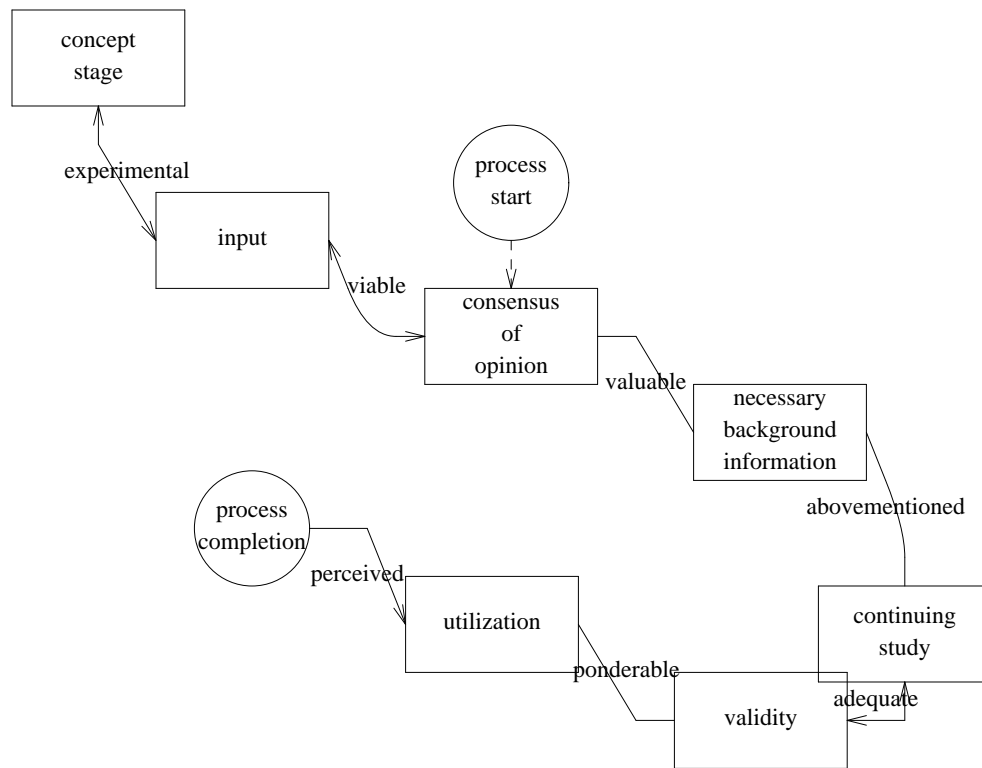 concept
stage
experimental
process
start
input
viable
consensus
of
opinion
valuable
necessary
background
information
abovementioned
process
completion
perceived
utilization
continuing
study
ponderable
adequate
validity